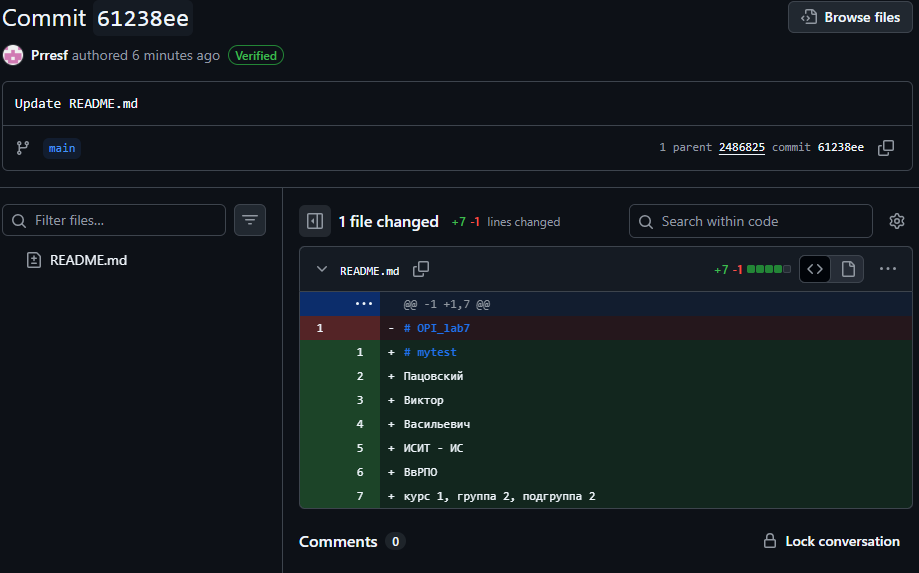 Commit 61238ee
Browse files
Prresf authored 6 minutes ago Verified
Update README.md
main
1 parent 2486825 commit 61238ee
Filter files...
README.md
1 file changed +7 -1 lines changed
Search within code
README.md
+7 -1
@@ -1 +1,7 @@
1 - # OPI_lab7
1 + # mytest
2 + Пацовский
3 + Виктор
4 + Васильевич
5 + ИСИТ - ИС
6 + ВвРПО
7 + курс 1, группа 2, подгруппа 2
Comments 0
Lock conversation